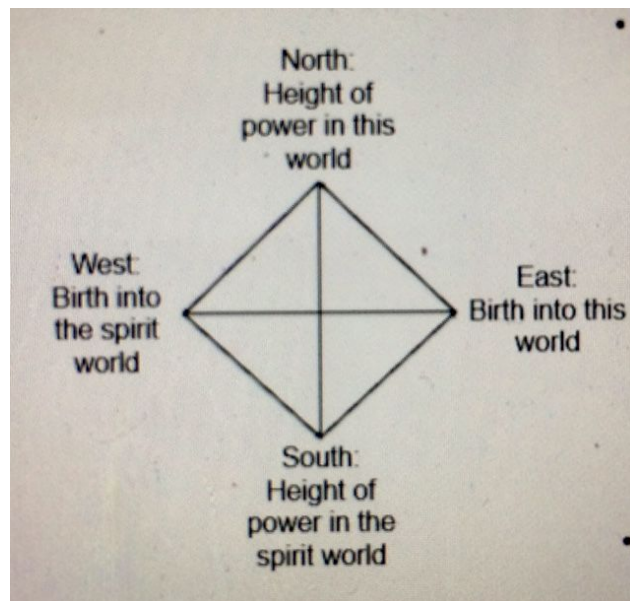 North:
Height of
power in this
world
West:
Birth into
the spirit
world
East:
Birth into this
world
South:
Height of
power in the
spirit world